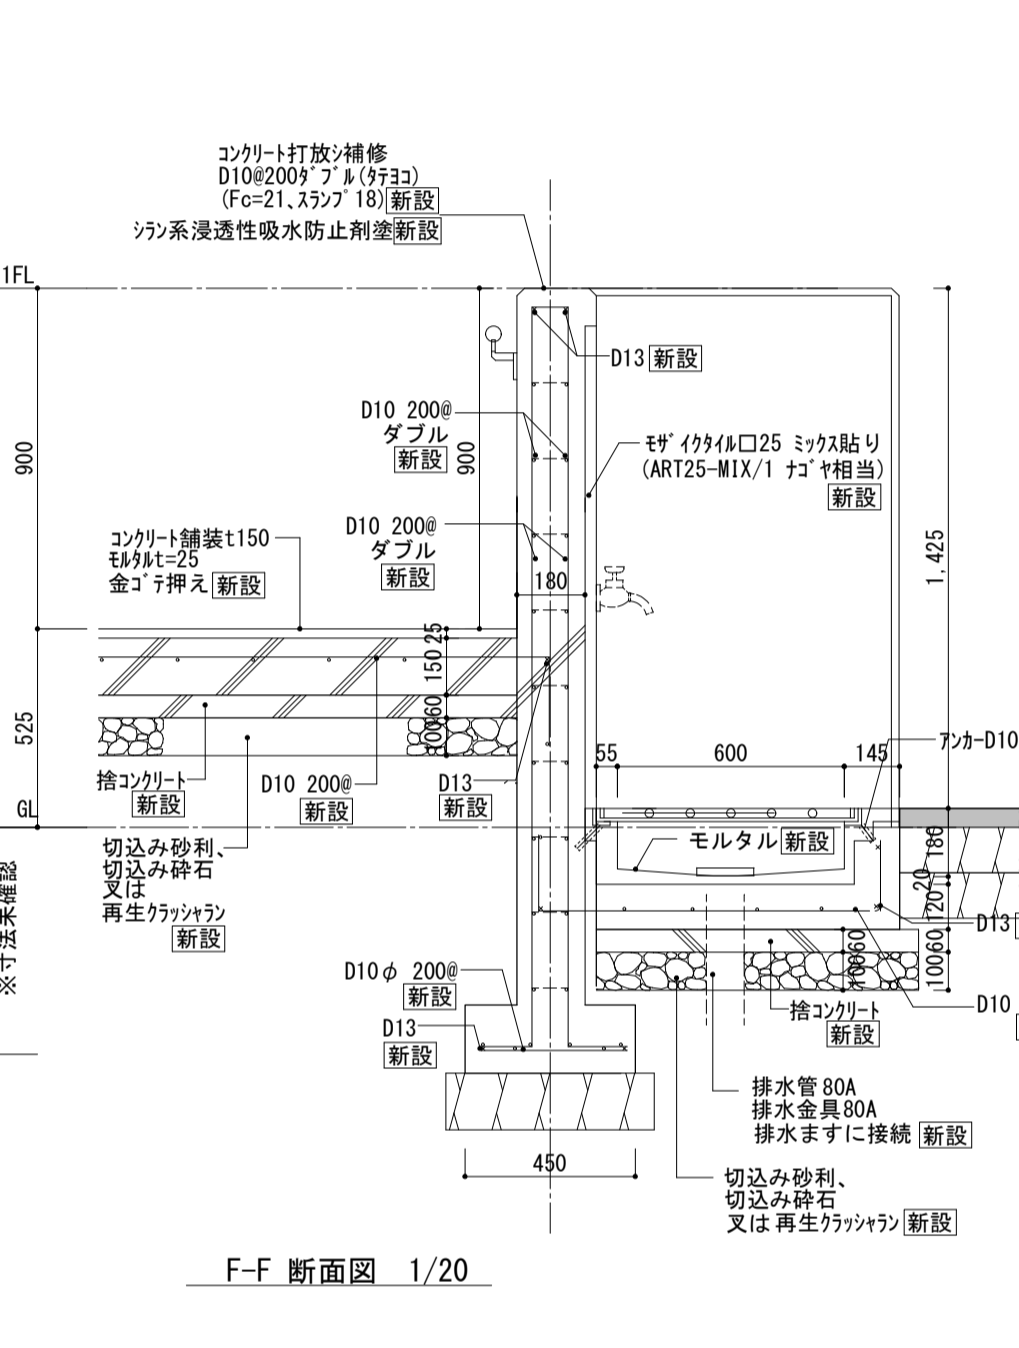 コンクリート打放シ補修
D10@200ダブル(タテヨコ)
(Fc=21、スランプ18) 新設
シラン系浸透性吸水防止剤塗 新設
1FL
D13 新設
D10 200@
ダブル
新設
900
900
モザイクタイル□25 ミックス貼り
(ART25-MIX/1 ナゴヤ相当)
新設
D10 200@
ダブル
新設
コンクリート舗装t150
モルタルt=25
金ゴテ押え 新設
180
1,425
25
150
60
100
525
55
600
145
アンカーD10
捨コンクリート
新設
D10 200@
新設
D13
新設
GL
モルタル 新設
180
20
120
60
100
60
100
切込み砂利、
切込み砕石
又は
再生クラッシャラン
新設
※寸法未確認
D13
D10φ 200@
新設
D13
新設
D10
捨コンクリート
新設
排水管80A
排水金具80A
排水ますに接続 新設
450
切込み砂利、
切込み砕石
又は再生クラッシャラン 新設
F-F 断面図 1/20